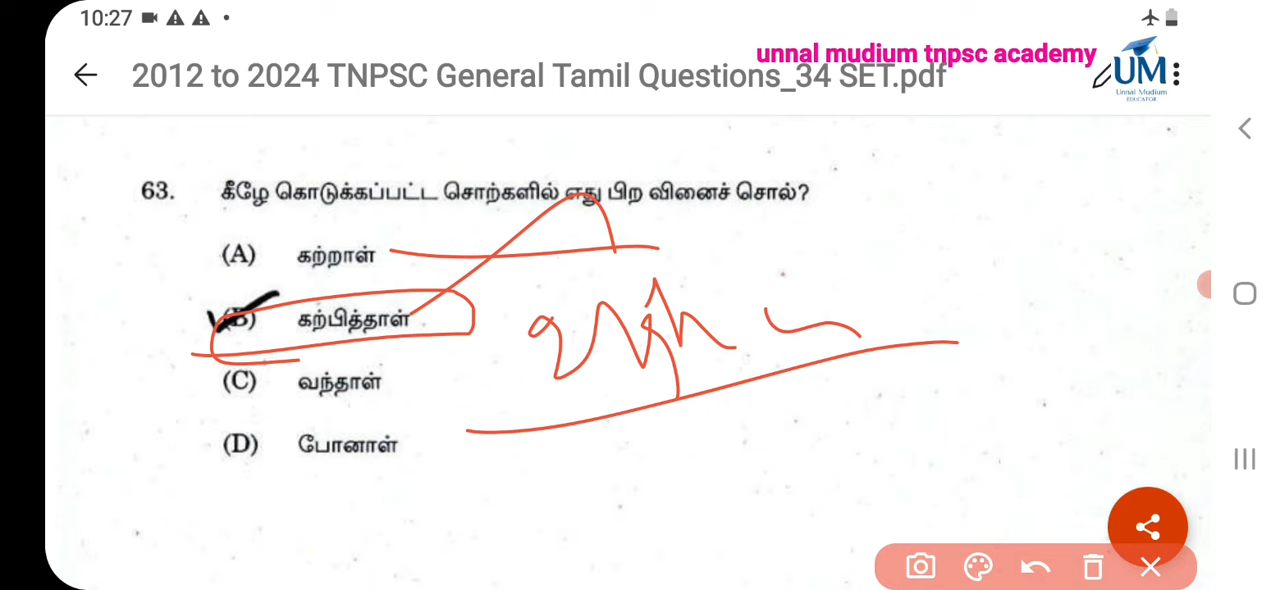 10:27
unnal mudium tnpsc academy
2012 to 2024 TNPSC General Tamil Questions_34 SET.pdf
UM
Unnal Mudium
EDUCATOR
63. கீழே கொடுக்கப்பட்ட சொற்களில் எது பிற வினைச் சொல்?
(A) கற்றாள்
(B) கற்பித்தாள்
(C) வந்தாள்
(D) போனாள்